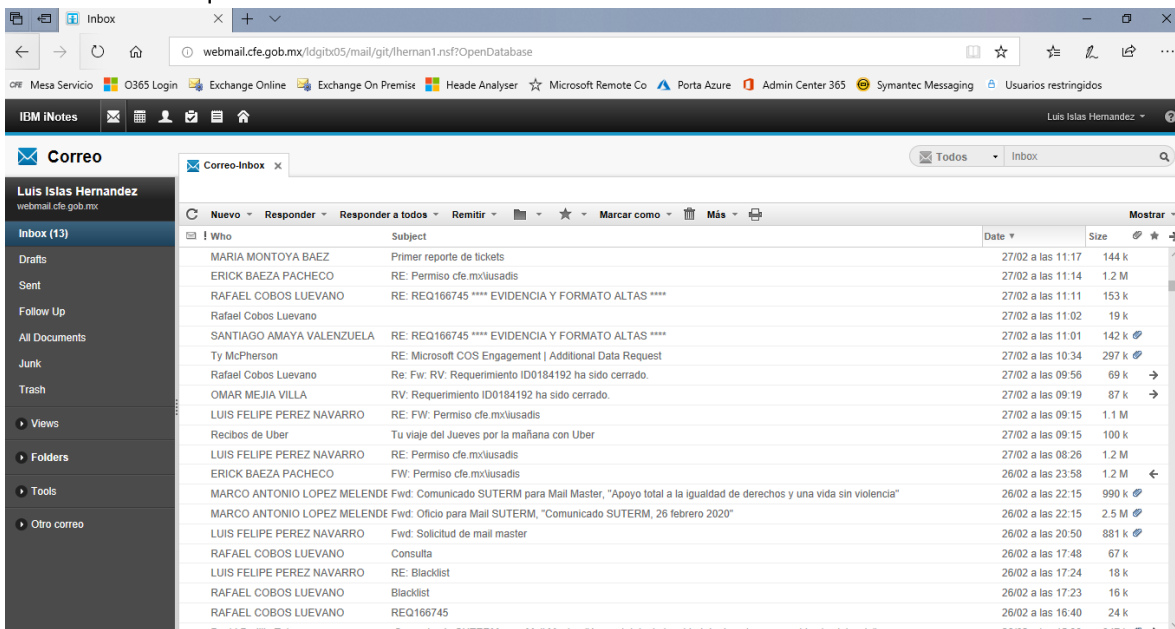 Inbox
webmail.cfe.gob.mx/ldgitx05/mail/git/lhernan1.nsf?OpenDatabase
CFE Mesa Servicio O365 Login Exchange Online Exchange On Premise Heade Analyser Microsoft Remote Co Porta Azure Admin Center 365 Symantec Messaging Usuarios restringidos
IBM iNotes Luis Islas Hernandez
Correo Correo-Inbox Todos Inbox
Luis Islas Hernandez
webmail.cfe.gob.mx
Nuevo Responder Responder a todos Remitir Marcar como Más Mostrar
Inbox (13)
Drafts
Sent
Follow Up
All Documents
Junk
Trash
Views
Folders
Tools
Otro correo
! Who Subject Date Size
MARIA MONTOYA BAEZ Primer reporte de tickets 27/02 a las 11:17 144 k
ERICK BAEZA PACHECO RE: Permiso cfe.mx\iusadis 27/02 a las 11:14 1.2 M
RAFAEL COBOS LUEVANO RE: REQ166745 **** EVIDENCIA Y FORMATO ALTAS **** 27/02 a las 11:11 153 k
Rafael Cobos Luevano 27/02 a las 11:02 19 k
SANTIAGO AMAYA VALENZUELA RE: REQ166745 **** EVIDENCIA Y FORMATO ALTAS **** 27/02 a las 11:01 142 k
Ty McPherson RE: Microsoft COS Engagement | Additional Data Request 27/02 a las 10:34 297 k
Rafael Cobos Luevano Re: Fw: RV: Requerimiento ID0184192 ha sido cerrado. 27/02 a las 09:56 69 k
OMAR MEJIA VILLA RV: Requerimiento ID0184192 ha sido cerrado. 27/02 a las 09:19 87 k
LUIS FELIPE PEREZ NAVARRO RE: FW: Permiso cfe.mx\iusadis 27/02 a las 09:15 1.1 M
Recibos de Uber Tu viaje del Jueves por la mañana con Uber 27/02 a las 09:15 100 k
LUIS FELIPE PEREZ NAVARRO RE: Permiso cfe.mx\iusadis 27/02 a las 08:26 1.2 M
ERICK BAEZA PACHECO FW: Permiso cfe.mx\iusadis 26/02 a las 23:58 1.2 M
MARCO ANTONIO LOPEZ MELENDE Fwd: Comunicado SUTERM para Mail Master, "Apoyo total a la igualdad de derechos y una vida sin violencia" 26/02 a las 22:15 990 k
MARCO ANTONIO LOPEZ MELENDE Fwd: Oficio para Mail SUTERM, "Comunicado SUTERM, 26 febrero 2020" 26/02 a las 22:15 2.5 M
LUIS FELIPE PEREZ NAVARRO Fwd: Solicitud de mail master 26/02 a las 20:50 881 k
RAFAEL COBOS LUEVANO Consulta 26/02 a las 17:48 67 k
LUIS FELIPE PEREZ NAVARRO RE: Blacklist 26/02 a las 17:24 18 k
RAFAEL COBOS LUEVANO Blacklist 26/02 a las 17:23 16 k
RAFAEL COBOS LUEVANO REQ166745 26/02 a las 16:40 24 k